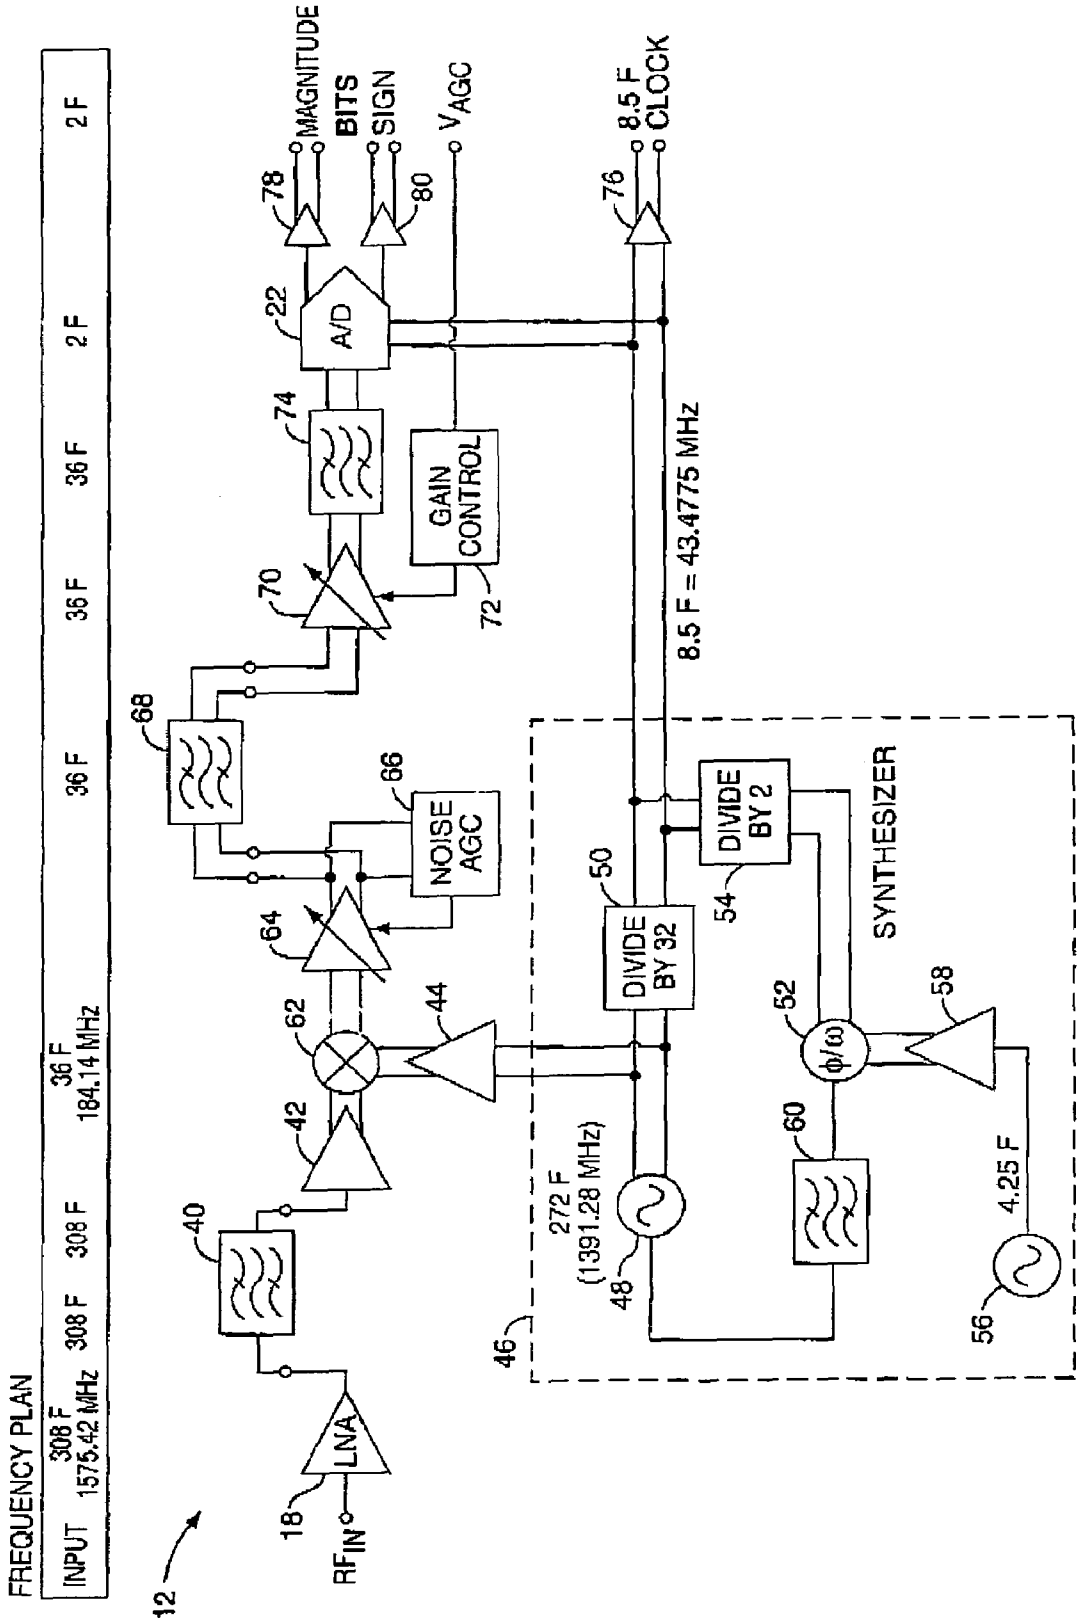 FREQUENCY PLAN
INPUT 308 F 308 F 308 F 36 F 36 F 36 F 36 F 2 F 2 F
1575.42 MHz 184.14 MHz
12
RFIN
18
LNA
40
42
62
44
64
66
NOISE
AGC
68
70
72
GAIN
CONTROL
74
22
A/D
78
MAGNITUDE
BITS
SIGN
80
VAGC
76
8.5 F
CLOCK
8.5 F = 43.4775 MHz
46
272 F
(1391.28 MHz)
48
50
DIVIDE
BY 32
DIVIDE
BY 2
54
52
ϕ/ω
58
60
4.25 F
56
SYNTHESIZER